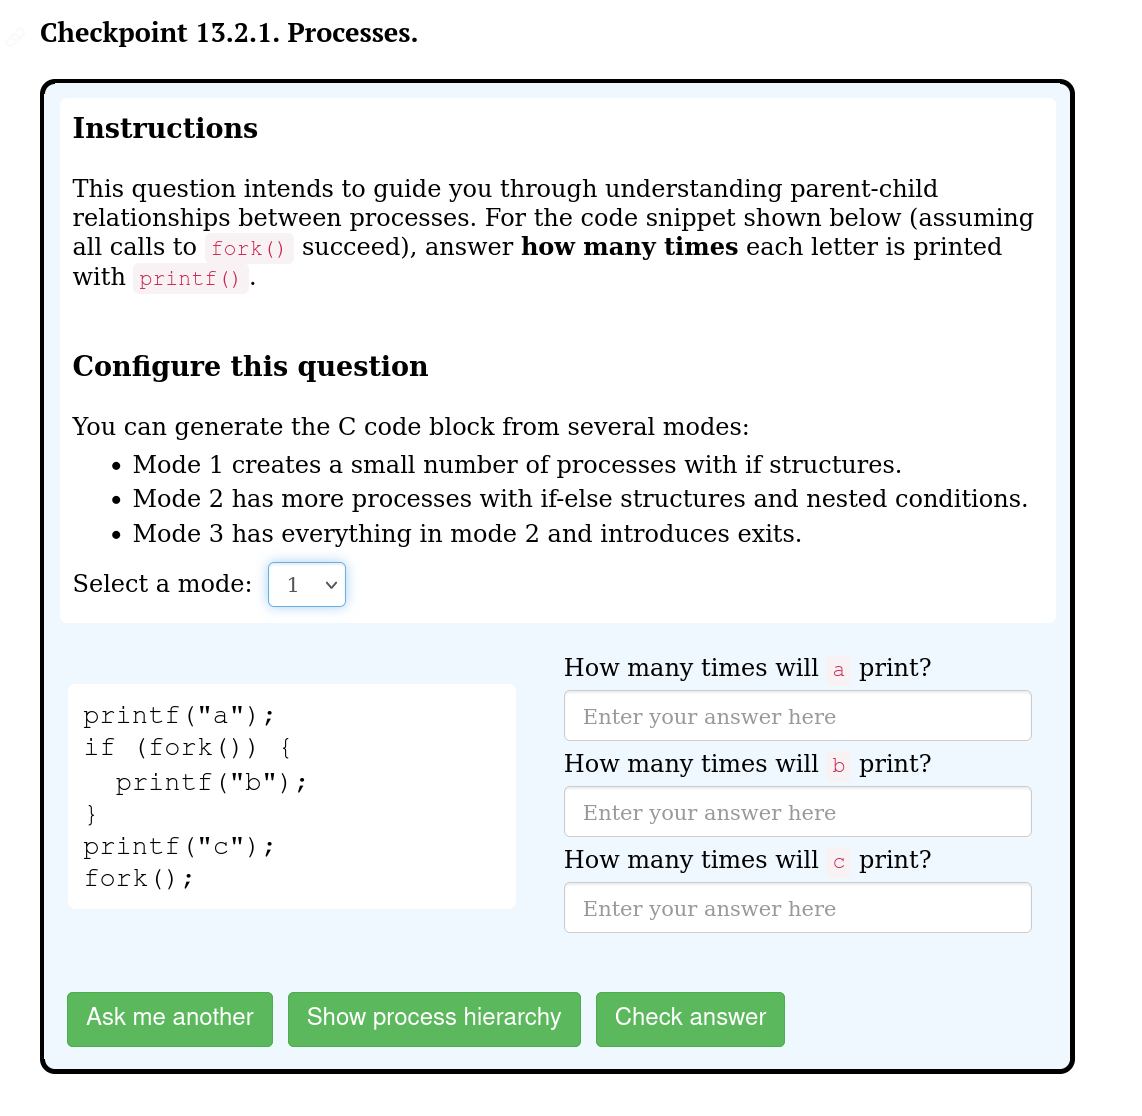 Checkpoint 13.2.1. Processes.
Instructions
This question intends to guide you through understanding parent-child
relationships between processes. For the code snippet shown below (assuming
all calls to fork() succeed), answer how many times each letter is printed
with printf().
Configure this question
You can generate the C code block from several modes:
• Mode 1 creates a small number of processes with if structures.
• Mode 2 has more processes with if-else structures and nested conditions.
• Mode 3 has everything in mode 2 and introduces exits.
Select a mode: 1
printf("a");
if (fork()) {
  printf("b");
}
printf("c");
fork();
How many times will a print?
Enter your answer here
How many times will b print?
Enter your answer here
How many times will c print?
Enter your answer here
Ask me another
Show process hierarchy
Check answer